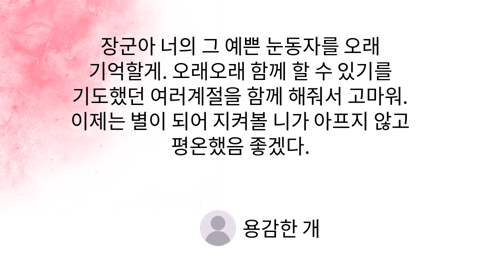 장군아 너의 그 예쁜 눈동자를 오래
기억할게. 오래오래 함께 할 수 있기를
기도했던 여러계절을 함께 해줘서 고마워.
이제는 별이 되어 지켜볼 니가 아프지 않고
평온했음 좋겠다.
용감한 개